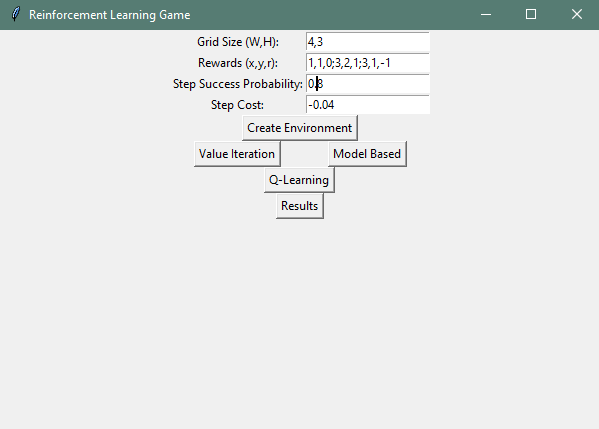 Reinforcement Learning Game
Grid Size (W,H): 4,3
Rewards (x,y,r): 1,1,0;3,2,1;3,1,-1
Step Success Probability: 0.8
Step Cost: -0.04
Create Environment
Value Iteration Model Based
Q-Learning
Results